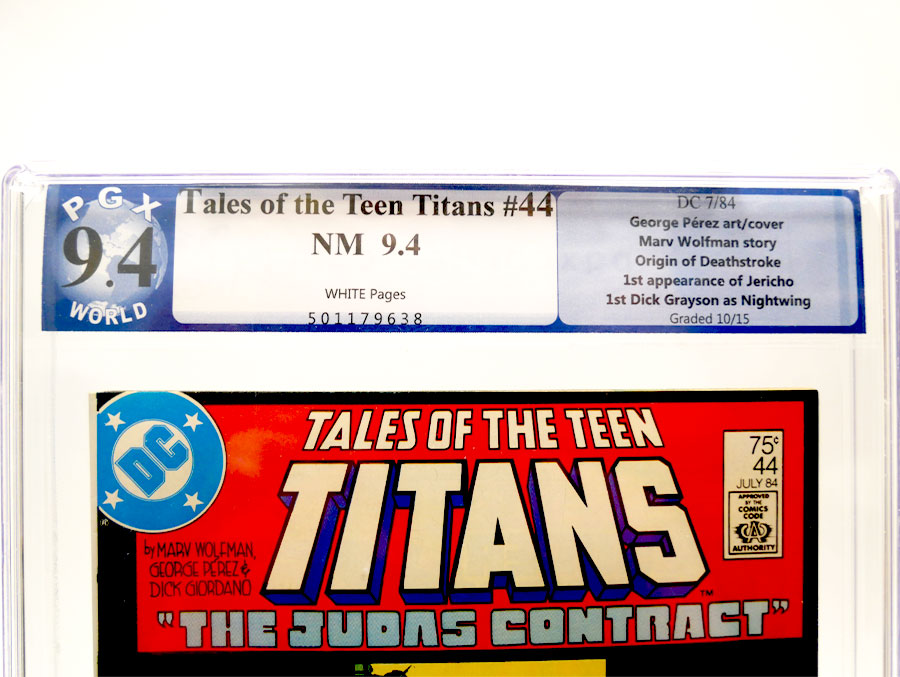 PGX
9.4
WORLD
Tales of the Teen Titans #44
NM 9.4
WHITE Pages
501179638
DC 7/84
George Pérez art/cover
Marv Wolfman story
Origin of Deathstroke
1st appearance of Jericho
1st Dick Grayson as Nightwing
Graded 10/15
DC
TALES OF THE TEEN
TITANS
TM
75¢
44
JULY 84
APPROVED
BY THE
COMICS
CODE
CA
AUTHORITY
by MARV WOLFMAN,
GEORGE PÉREZ &
DICK GIORDANO
"THE JUDAS CONTRACT"